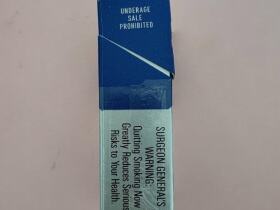 UNDERAGE
SALE
PROHIBITED
SURGEON GENERAL'S
WARNING:
Quitting Smoking Now
Greatly Reduces Serious
Risks to Your Health.